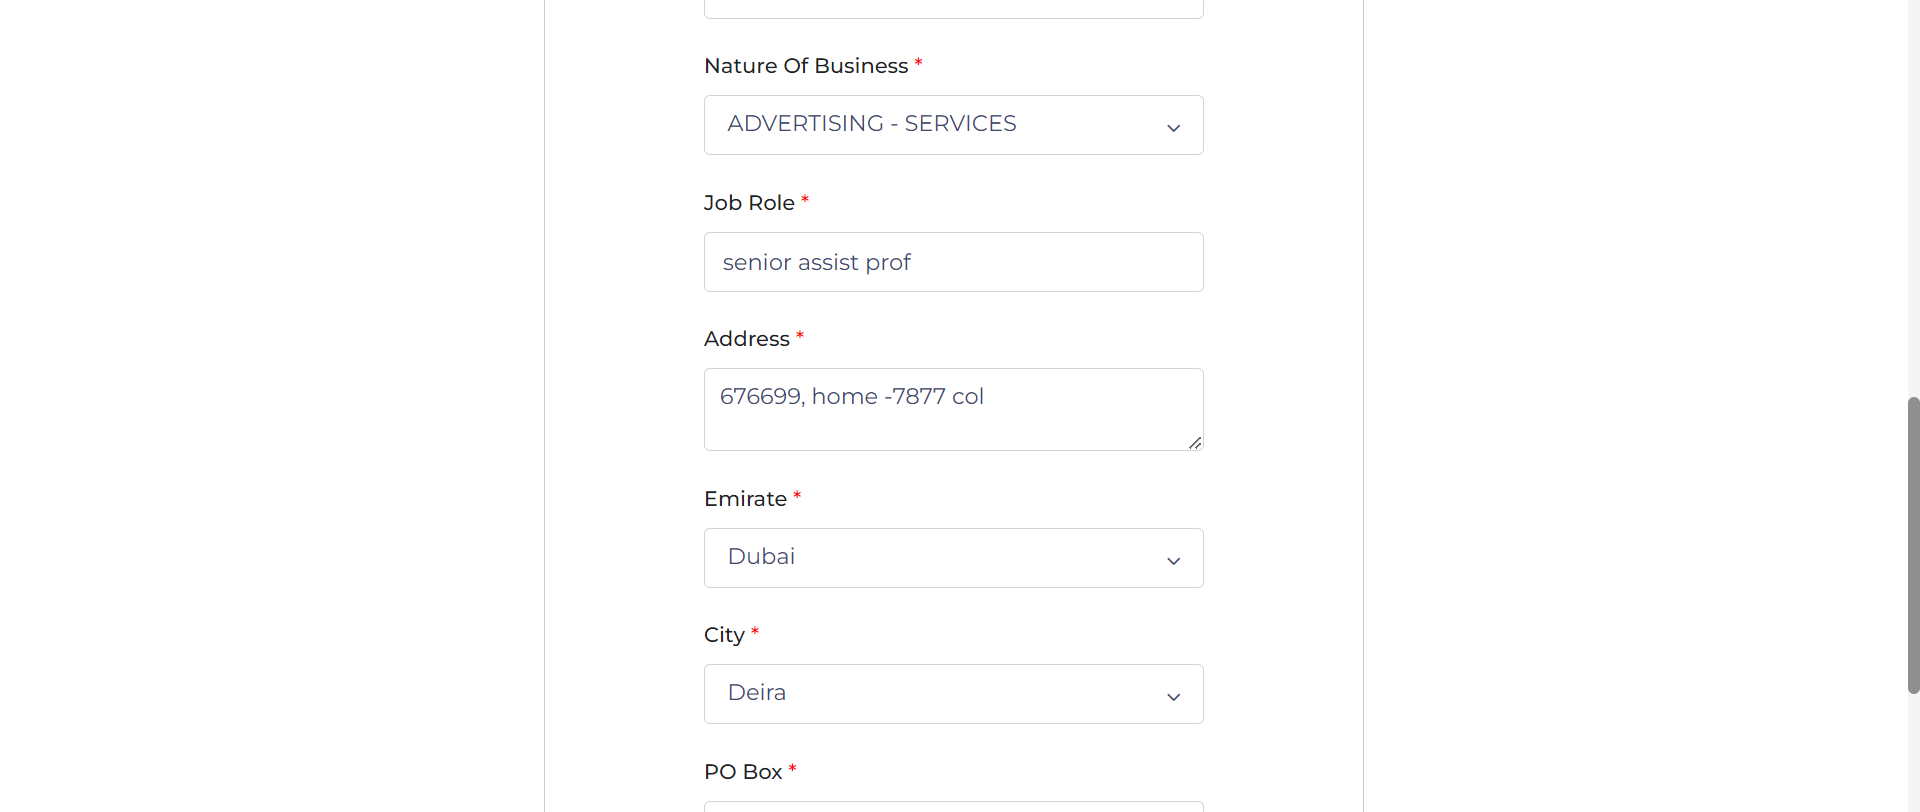 Nature Of Business *
ADVERTISING - SERVICES
Job Role *
senior assist prof
Address *
676699, home -7877 col
Emirate *
Dubai
City *
Deira
PO Box *